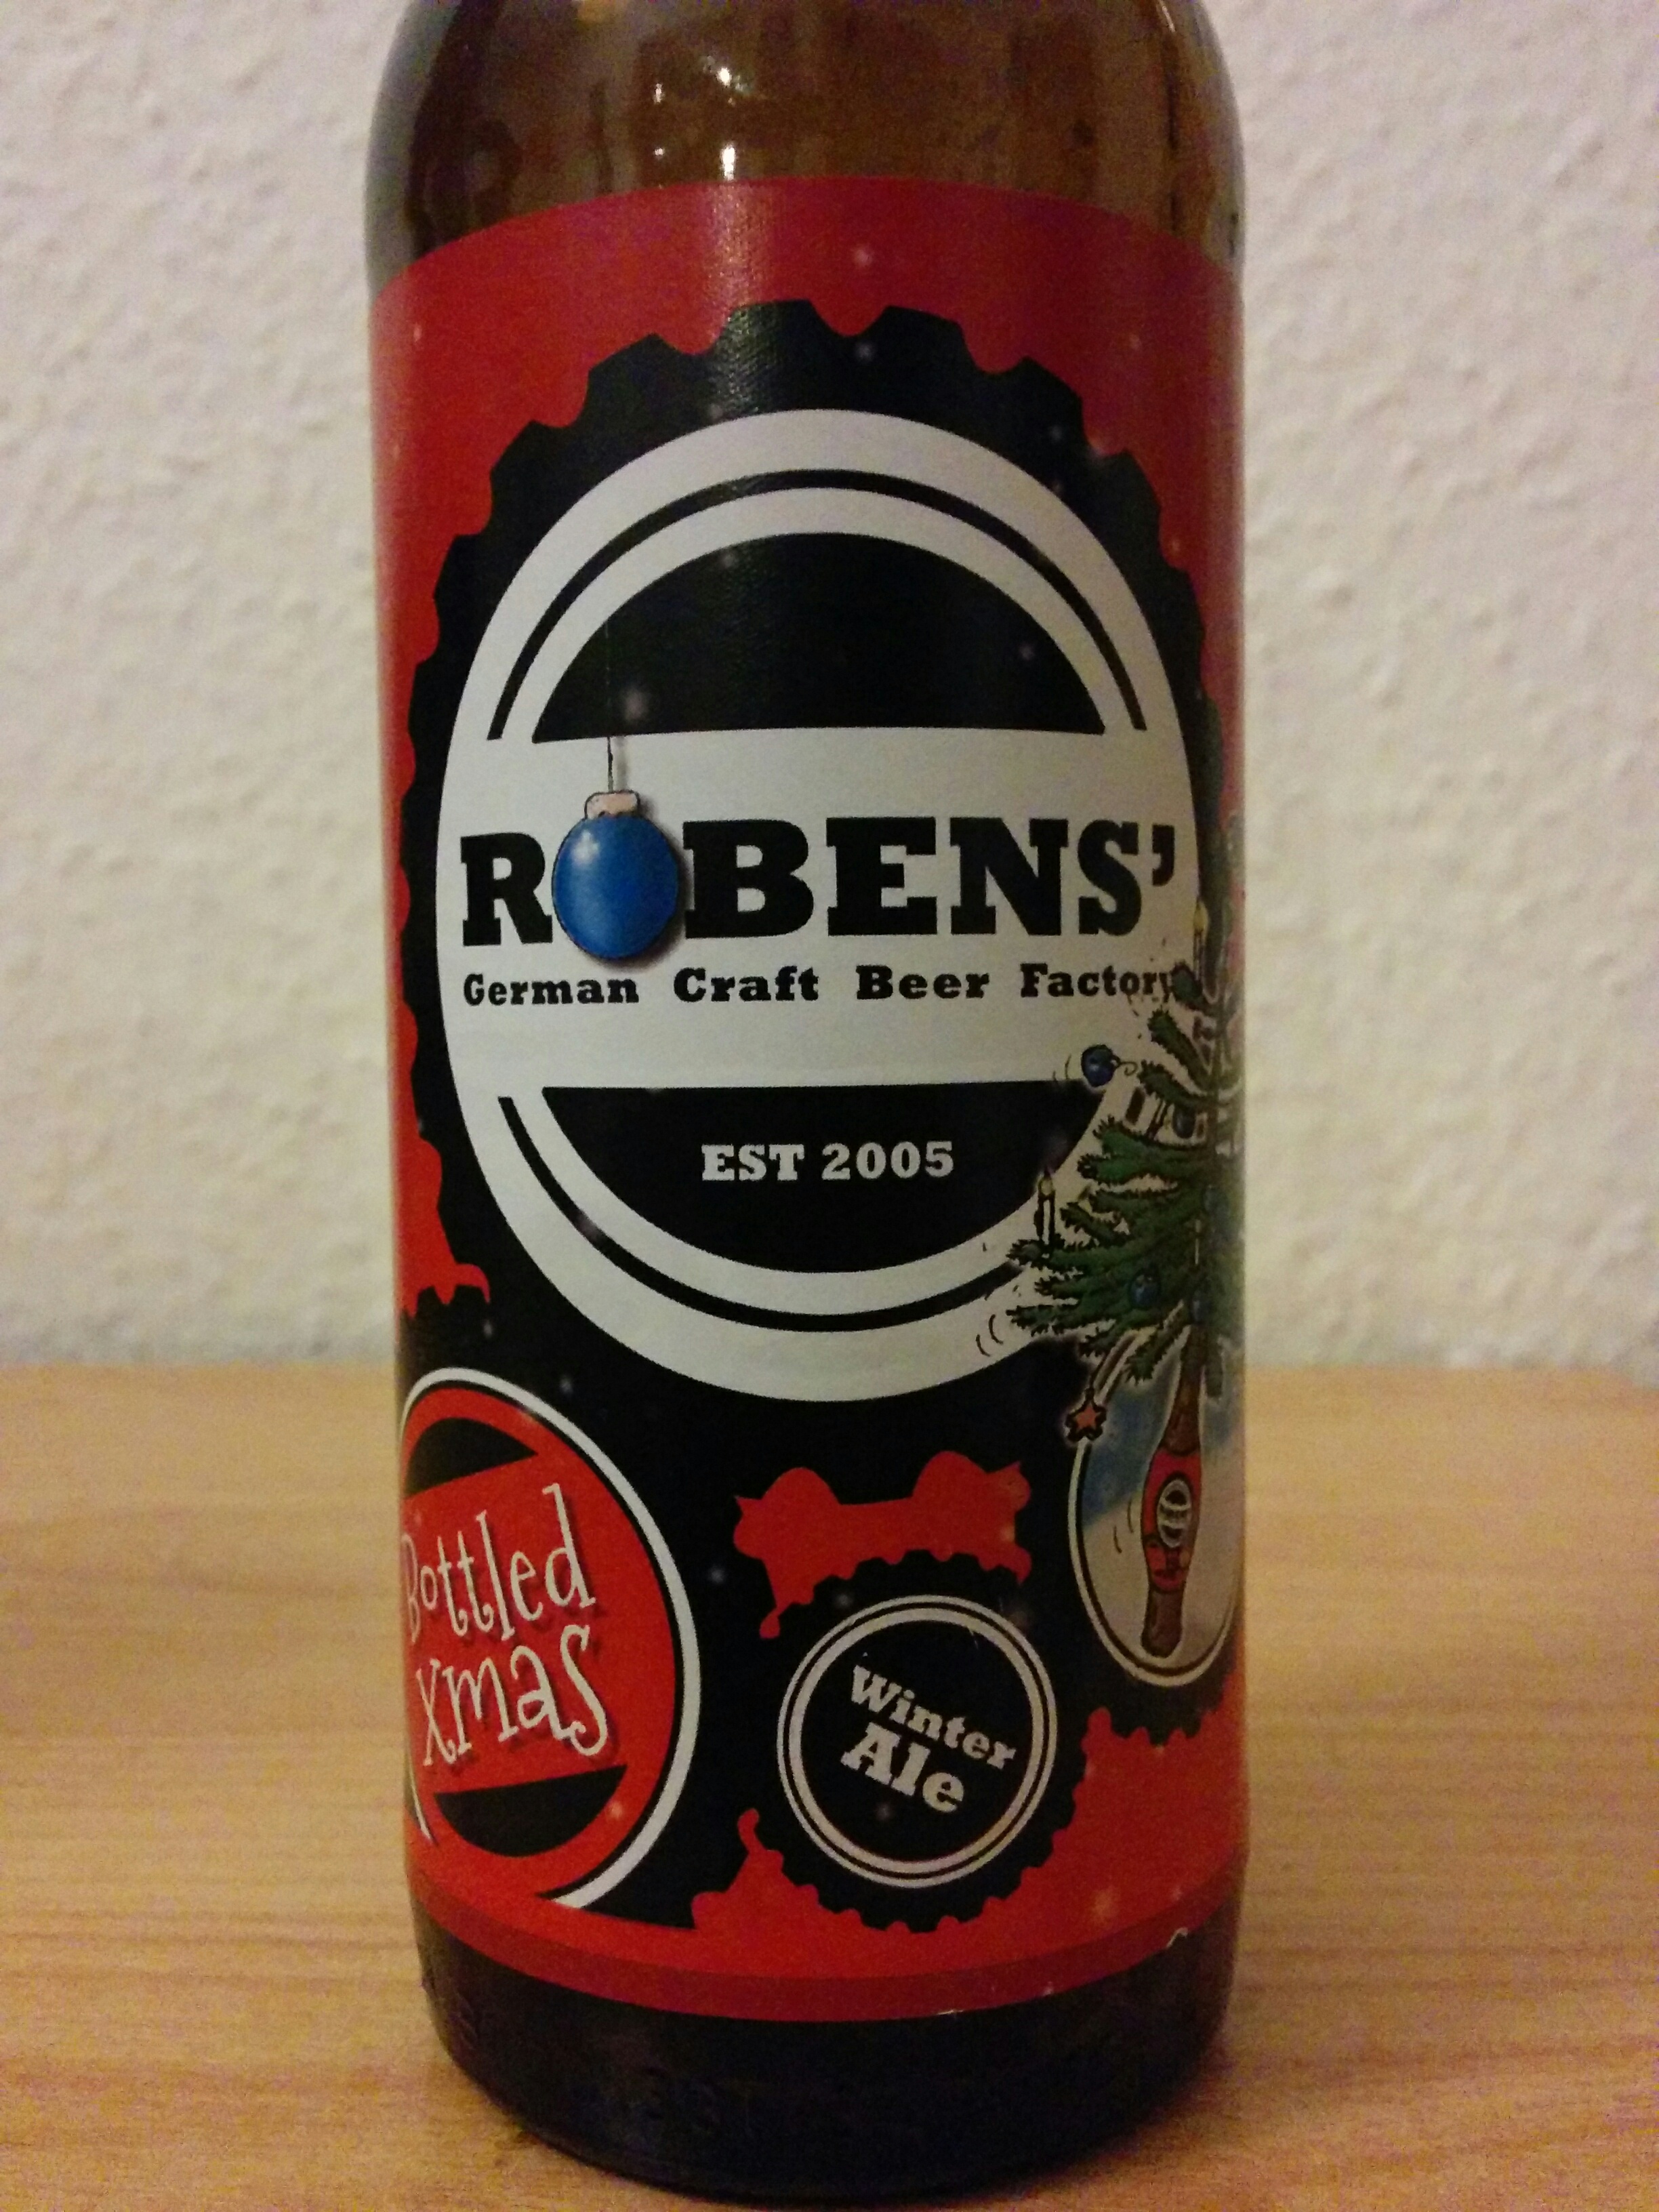 ROBENS'
German Craft Beer Factory
EST 2005
Bottled
xmas
Winter
Ale